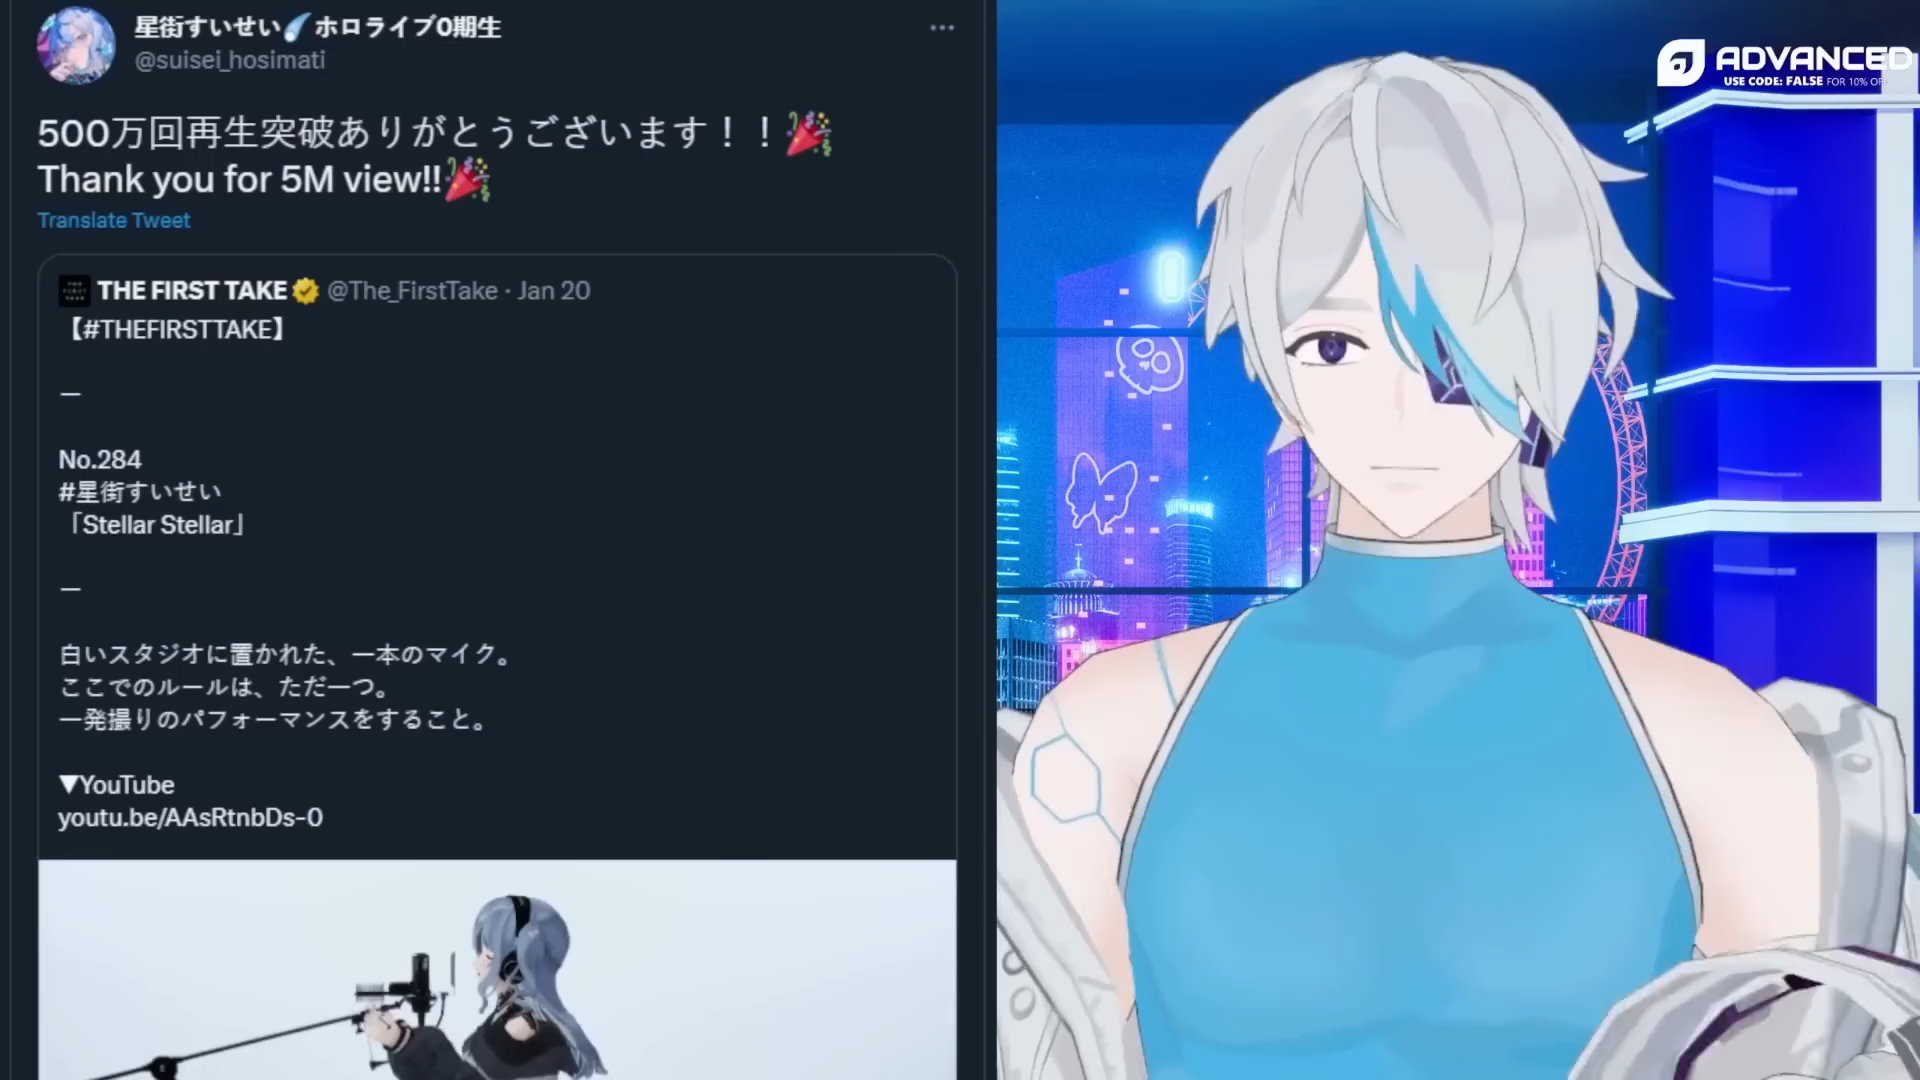 星街すいせい☄️ホロライブ0期生
@suisei_hosimati
500万回再生突破ありがとうございます！！🎉
Thank you for 5M view!!🎉
Translate Tweet
THE FIRST TAKE @The_FirstTake · Jan 20
【#THEFIRSTTAKE】
—
No.284
#星街すいせい
「Stellar Stellar」
—
白いスタジオに置かれた、一本のマイク。
ここでのルールは、ただ一つ。
一発撮りのパフォーマンスをすること。
▼YouTube
youtu.be/AAsRtnbDs-0
ADVANCED
USE CODE: FALSE FOR 10% OFF